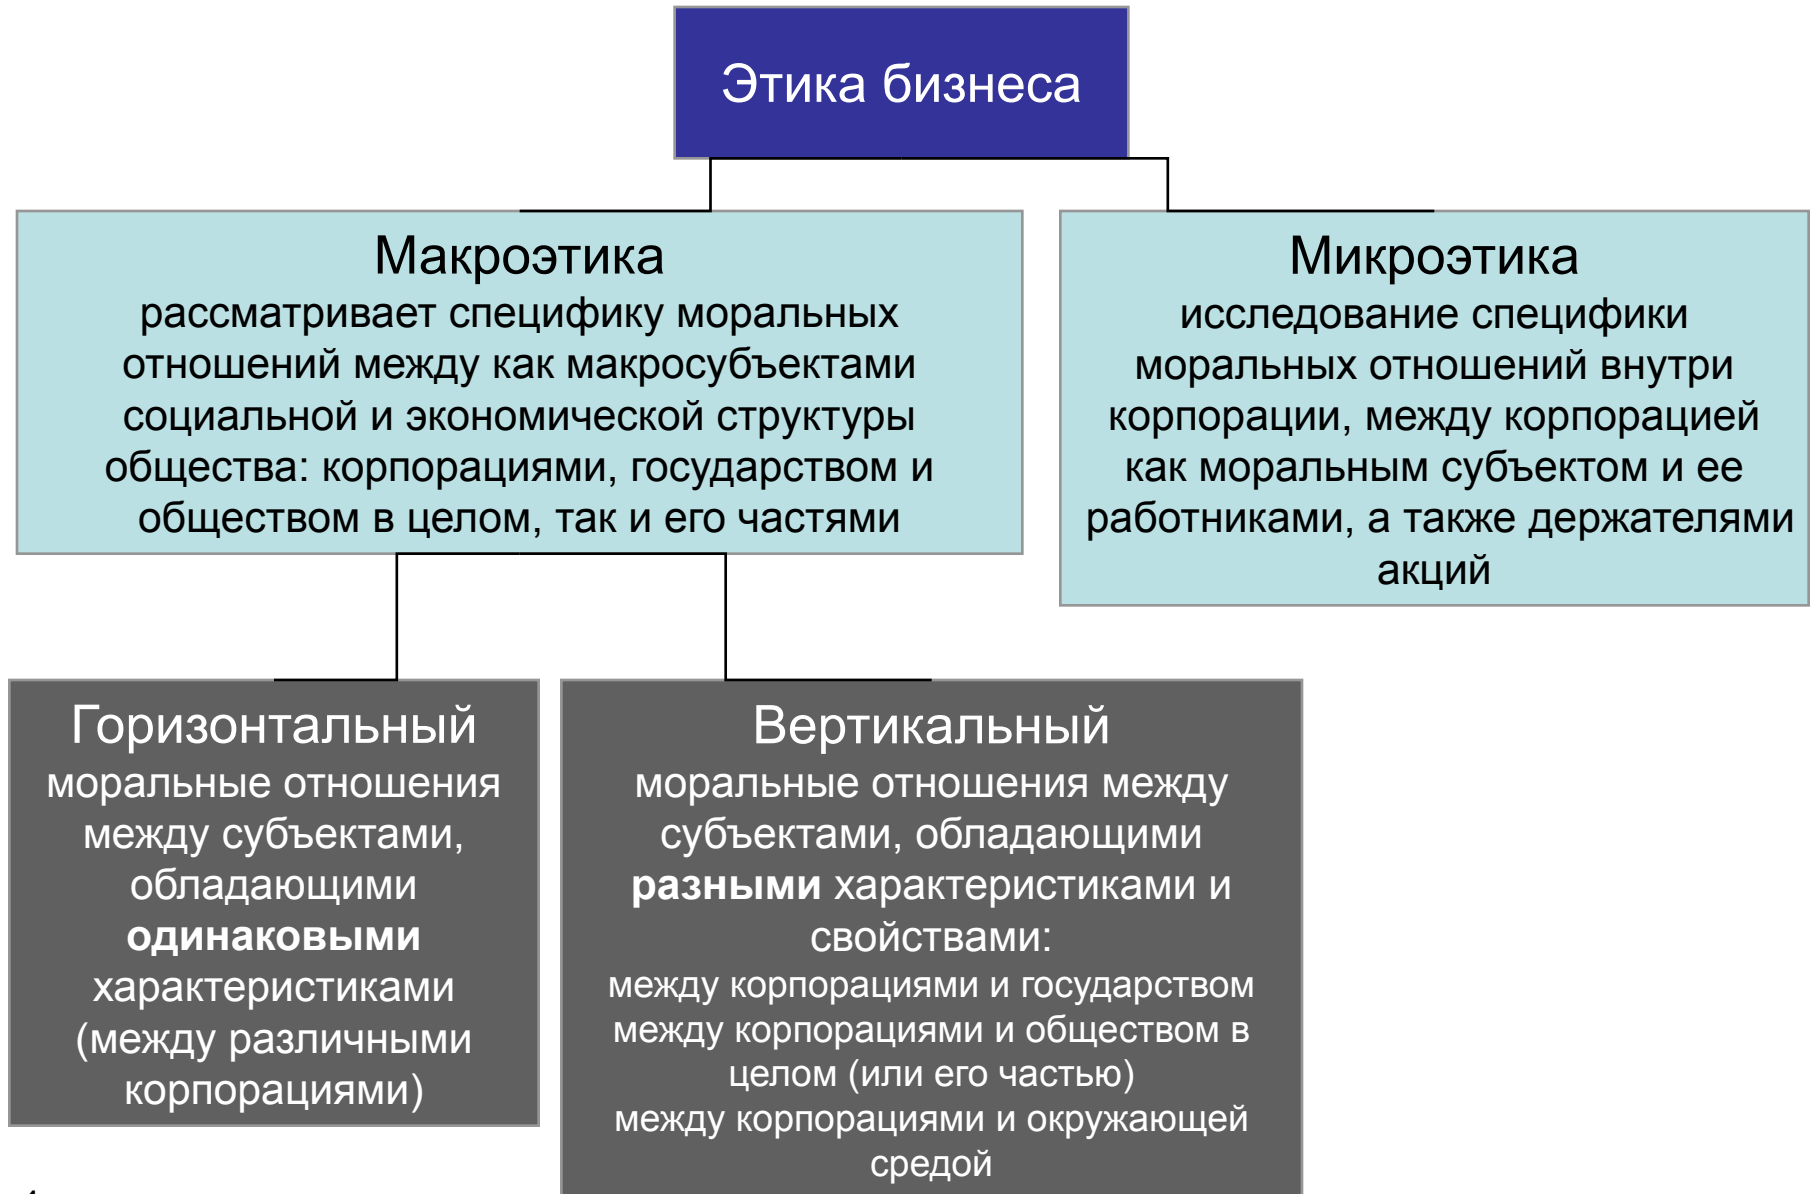 Этика бизнеса
Макроэтика
рассматривает специфику моральных
отношений между как макросубъектами
социальной и экономической структуры
общества: корпорациями, государством и
обществом в целом, так и его частями
Микроэтика
исследование специфики
моральных отношений внутри
корпорации, между корпорацией
как моральным субъектом и ее
работниками, а также держателями
акций
Горизонтальный
моральные отношения
между субъектами,
обладающими
одинаковыми
характеристиками
(между различными
корпорациями)
Вертикальный
моральные отношения между
субъектами, обладающими
разными характеристиками и
свойствами:
между корпорациями и государством
между корпорациями и обществом в
целом (или его частью)
между корпорациями и окружающей
средой